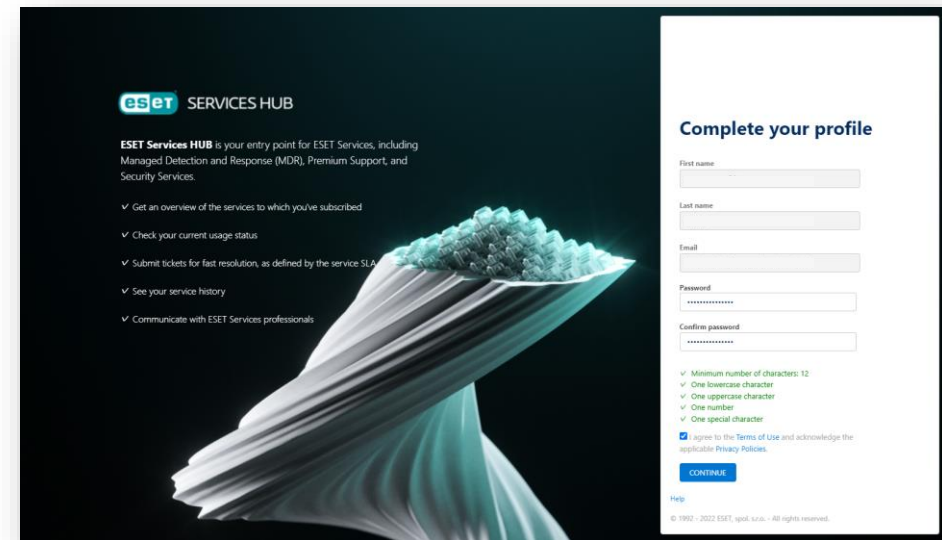 eset SERVICES HUB
ESET Services HUB is your entry point for ESET Services, including
Managed Detection and Response (MDR), Premium Support, and
Security Services.
✓ Get an overview of the services to which you've subscribed
✓ Check your current usage status
✓ Submit tickets for fast resolution, as defined by the service SLA
✓ See your service history
✓ Communicate with ESET Services professionals
Complete your profile
First name
Last name
Email
Password
•••••••••••••••
Confirm password
•••••••••••••••
✓ Minimum number of characters: 12
✓ One lowercase character
✓ One uppercase character
✓ One number
✓ One special character
I agree to the Terms of Use and acknowledge the
applicable Privacy Policies.
CONTINUE
Help
© 1992 - 2022 ESET, spol. s.r.o. - All rights reserved.